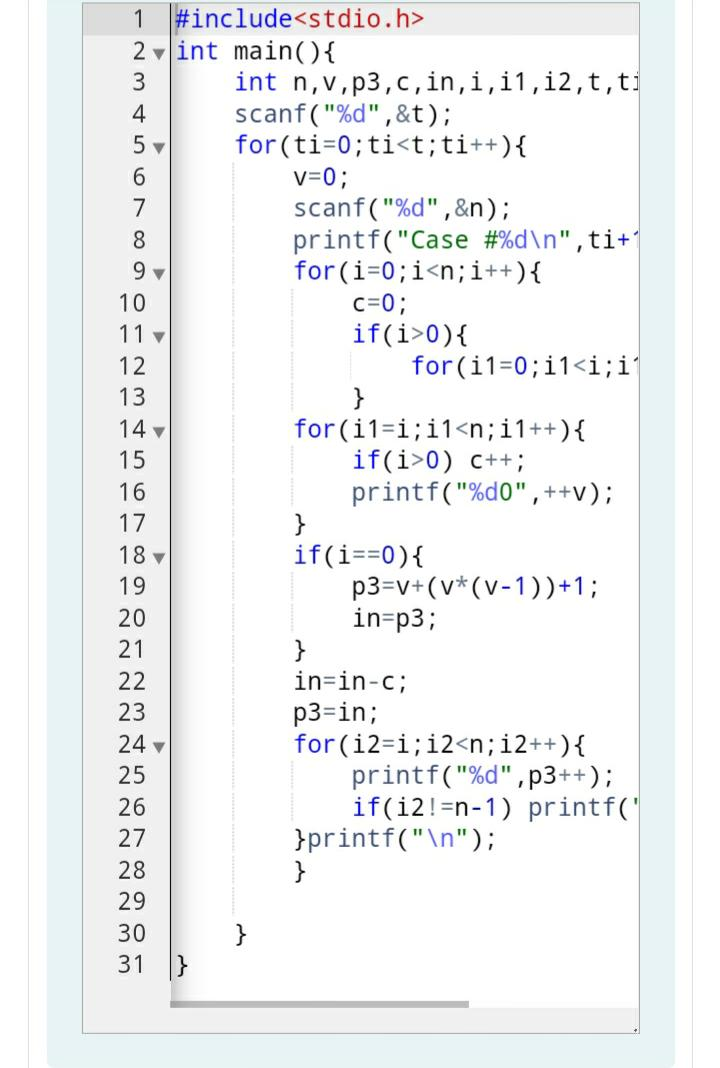 1 #include<stdio.h>
2 int main(){
3 int n,v,p3,c,in,i,i1,i2,t,ti
4 scanf("%d",&t);
5 for(ti=0;ti<t;ti++){
6 v=0;
7 scanf("%d",&n);
8 printf("Case #%d\n",ti+1
9 for(i=0;i<n;i++){
10 c=0;
11 if(i>0){
12 for(i1=0;i1<i;i1
13 }
14 for(i1=i;i1<n;i1++){
15 if(i>0) c++;
16 printf("%d0",++v);
17 }
18 if(i==0){
19 p3=v+(v*(v-1))+1;
20 in=p3;
21 }
22 in=in-c;
23 p3=in;
24 for(i2=i;i2<n;i2++){
25 printf("%d",p3++);
26 if(i2!=n-1) printf("
27 }printf("\n");
28 }
29
30 }
31 }